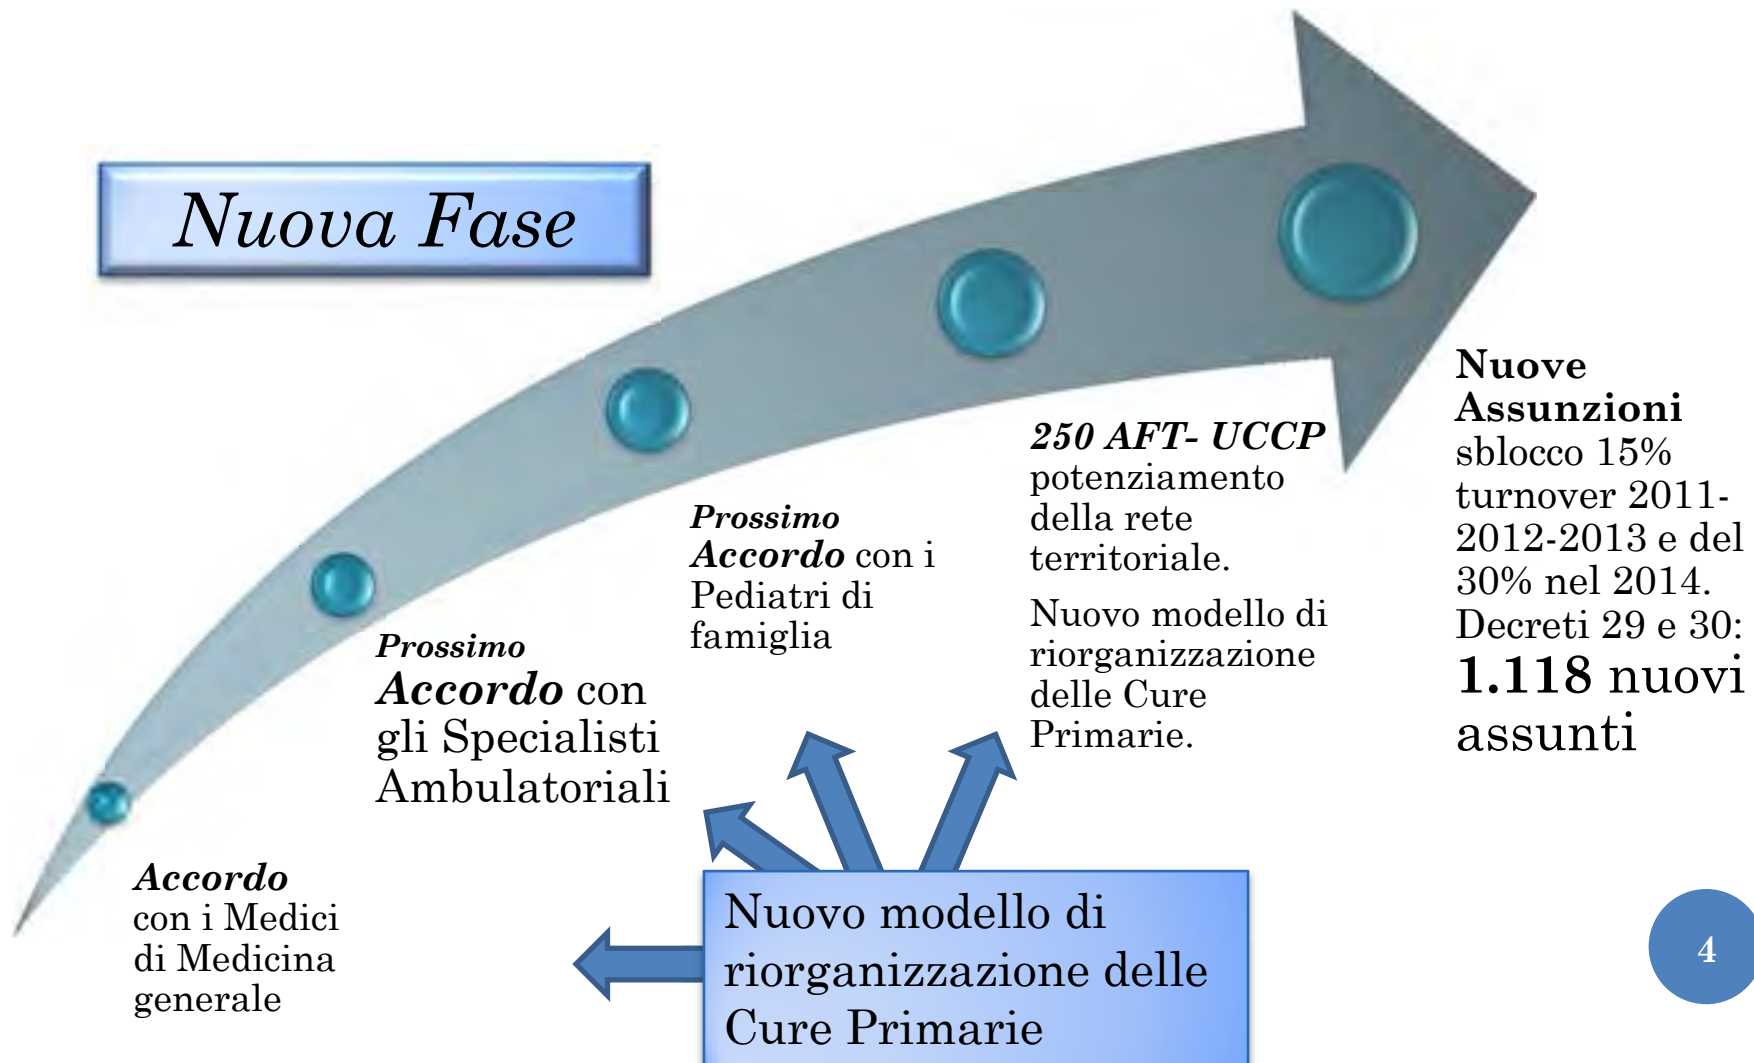 Nuova Fase
Accordo
con i Medici
di Medicina
generale
Prossimo
Accordo con
gli Specialisti
Ambulatoriali
Prossimo
Accordo con i
Pediatri di
famiglia
250 AFT- UCCP
potenziamento
della rete
territoriale.
Nuovo modello di
riorganizzazione
delle Cure
Primarie.
Nuove
Assunzioni
sblocco 15%
turnover 2011-
2012-2013 e del
30% nel 2014.
Decreti 29 e 30:
1.118 nuovi
assunti
Nuovo modello di
riorganizzazione delle
Cure Primarie
4